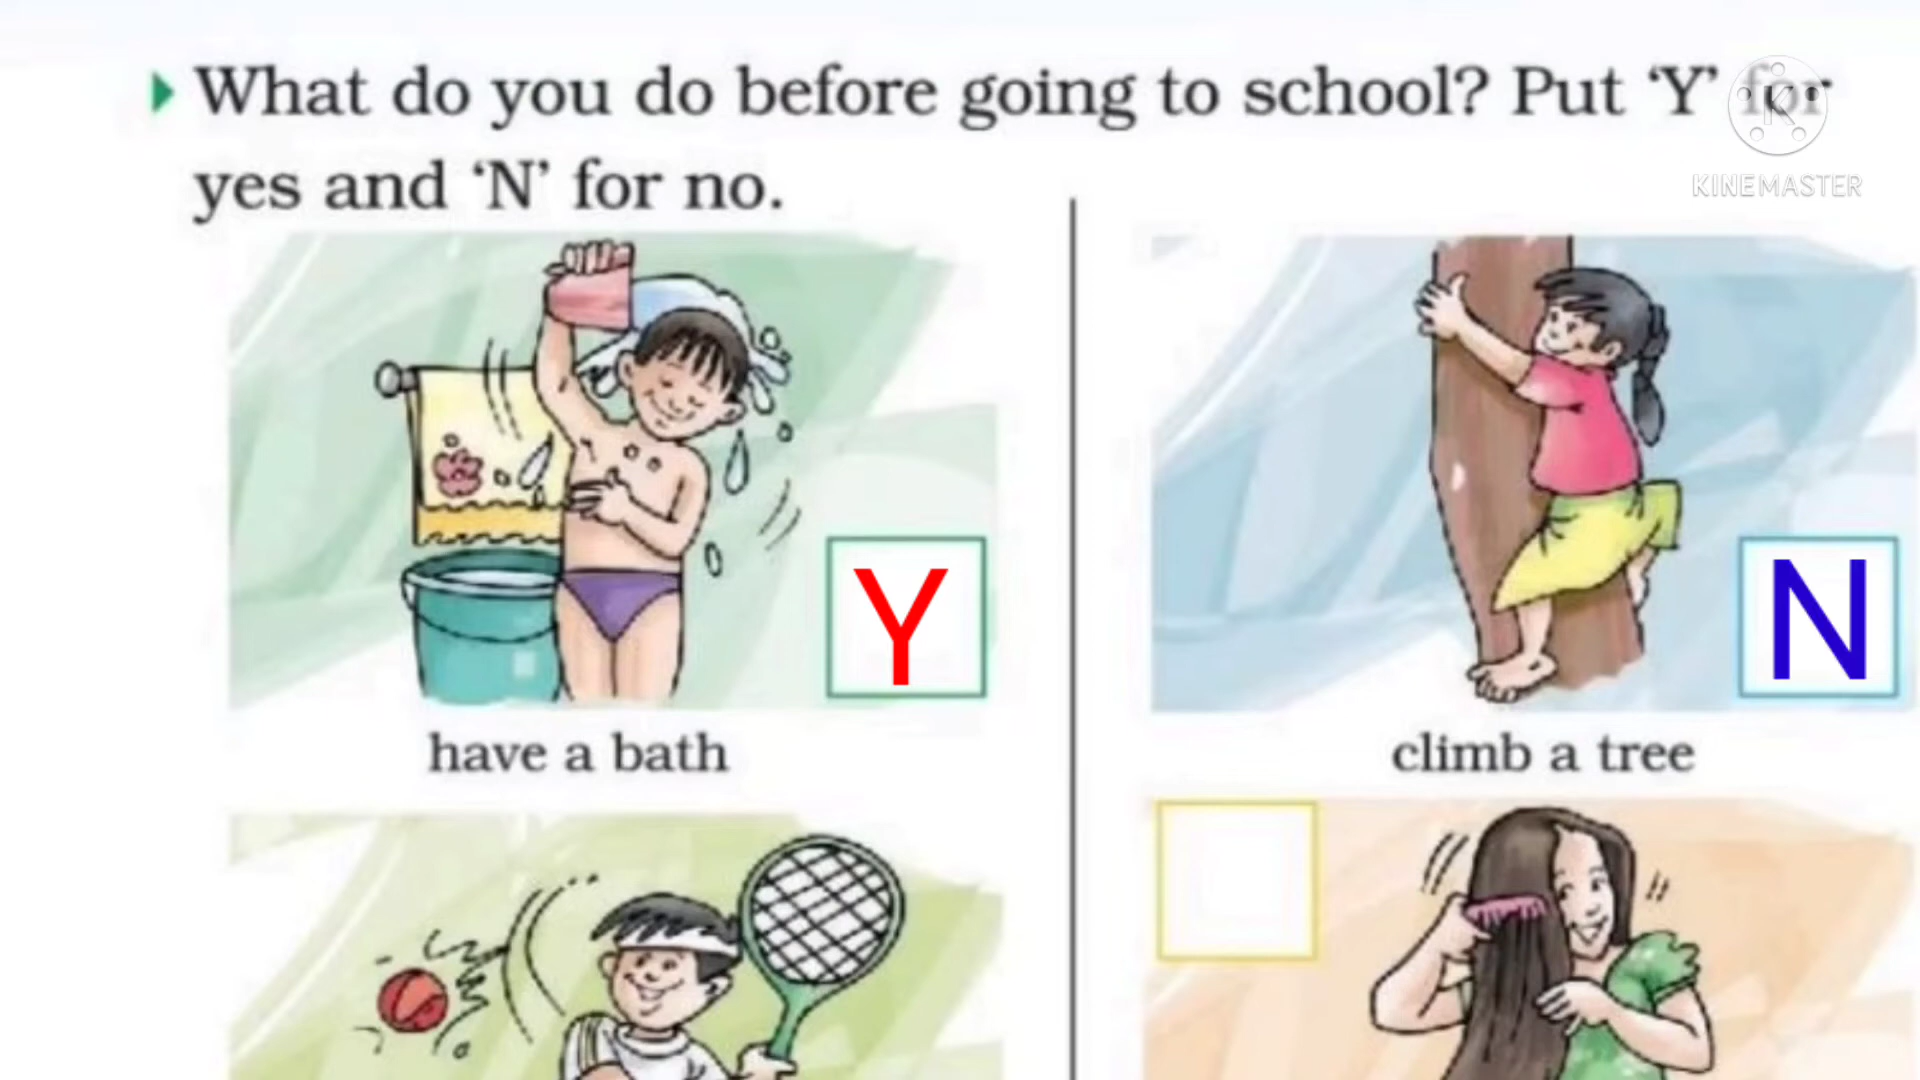 What do you do before going to school? Put ‘Y’ for
yes and ‘N’ for no.
KINEMASTER
Y
N
have a bath
climb a tree